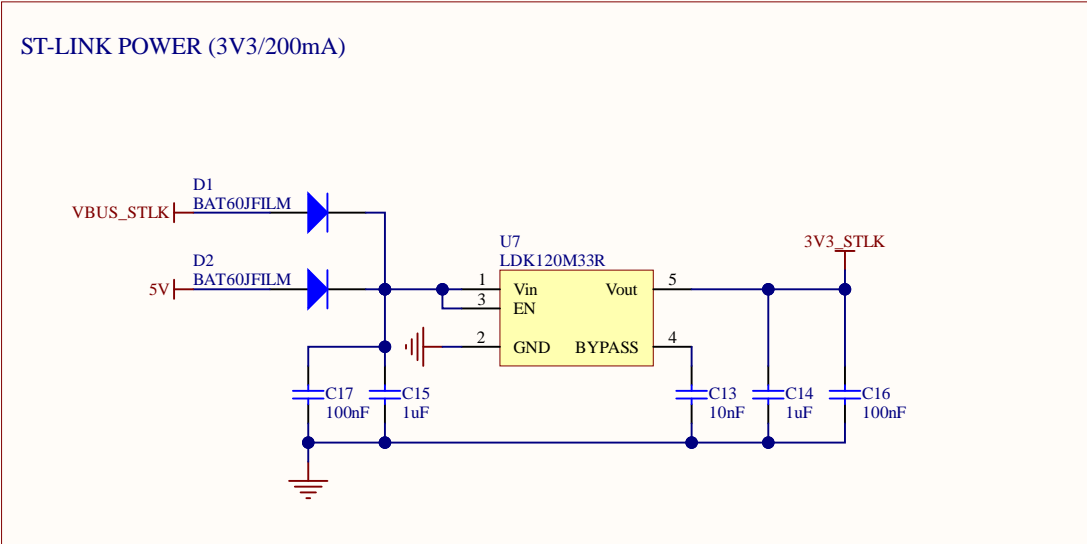 ST-LINK POWER (3V3/200mA)
D1
BAT60JFILM
VBUS_STLK
D2
BAT60JFILM
5V
U7
LDK120M33R
3V3_STLK
1 Vin Vout 5
3 EN
2 GND BYPASS 4
C17
100nF
C15
1uF
C13
10nF
C14
1uF
C16
100nF